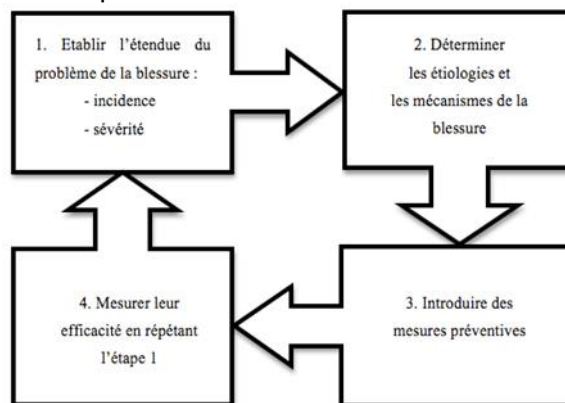 1. Etablir l'étendue du
problème de la blessure :
- incidence
- sévérité
2. Déterminer
les étiologies et
les mécanismes de la
blessure
4. Mesurer leur
efficacité en répétant
l'étape 1
3. Introduire des
mesures préventives